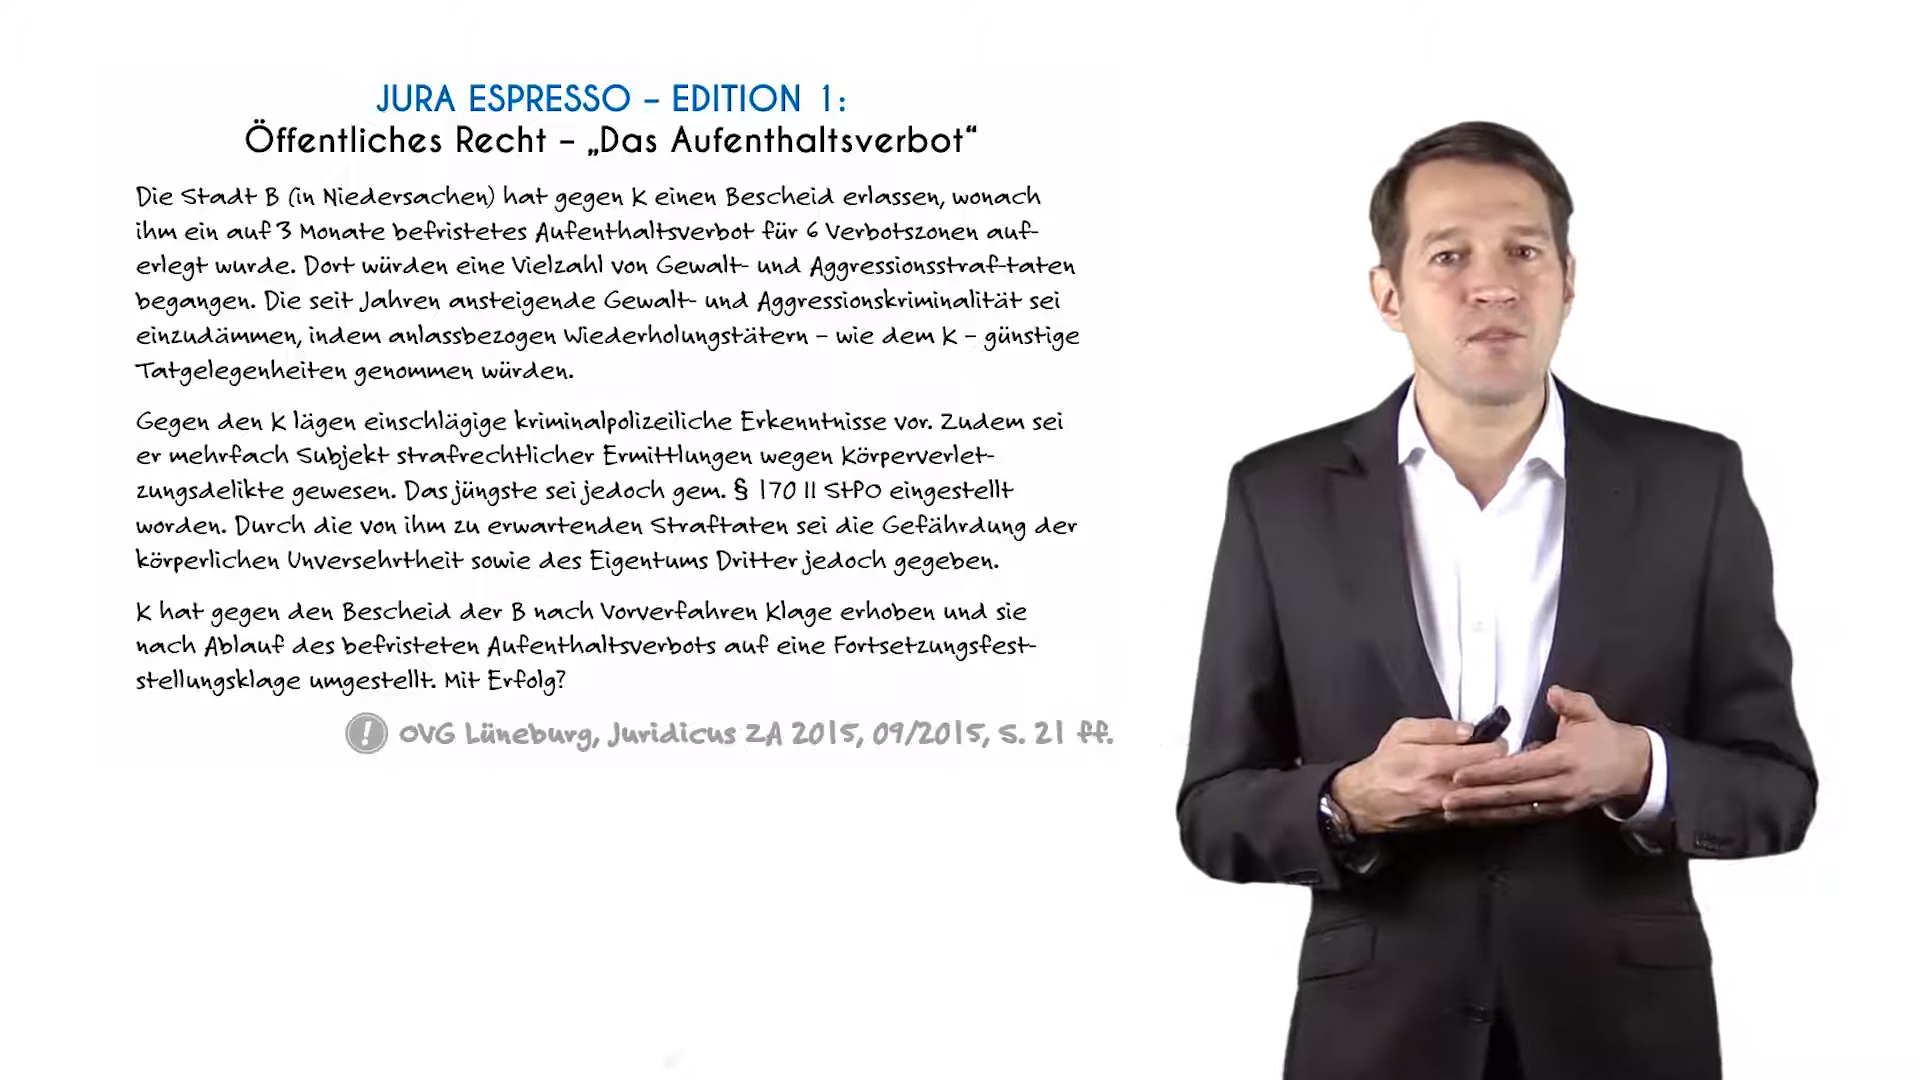 JURA ESPRESSO – EDITION 1:
Öffentliches Recht – „Das Aufenthaltsverbot“
Die Stadt B (in Niedersachen) hat gegen K einen Bescheid erlassen, wonach
ihm ein auf 3 Monate befristetes Aufenthaltsverbot für 6 Verbotszonen auf-
erlegt wurde. Dort würden eine Vielzahl von Gewalt- und Aggressionsstraf-taten
begangen. Die seit Jahren ansteigende Gewalt- und Aggressionskriminalität sei
einzudämmen, indem anlassbezogen Wiederholungstätern – wie dem K – günstige
Tatgelegenheiten genommen würden.
Gegen den K lägen einschlägige kriminalpolizeiliche Erkenntnisse vor. Zudem sei
er mehrfach Subjekt strafrechtlicher Ermittlungen wegen Körperverlet-
zungsdelikte gewesen. Das jüngste sei jedoch gem. § 170 II StPO eingestellt
worden. Durch die von ihm zu erwartenden Straftaten sei die Gefährdung der
körperlichen Unversehrtheit sowie des Eigentums Dritter jedoch gegeben.
K hat gegen den Bescheid der B nach Vorverfahren Klage erhoben und sie
nach Ablauf des befristeten Aufenthaltsverbots auf eine Fortsetzungsfest-
stellungsklage umgestellt. Mit Erfolg?
! OVG Lüneburg, Juridicus ZA 2015, 09/2015, S. 21 ff.